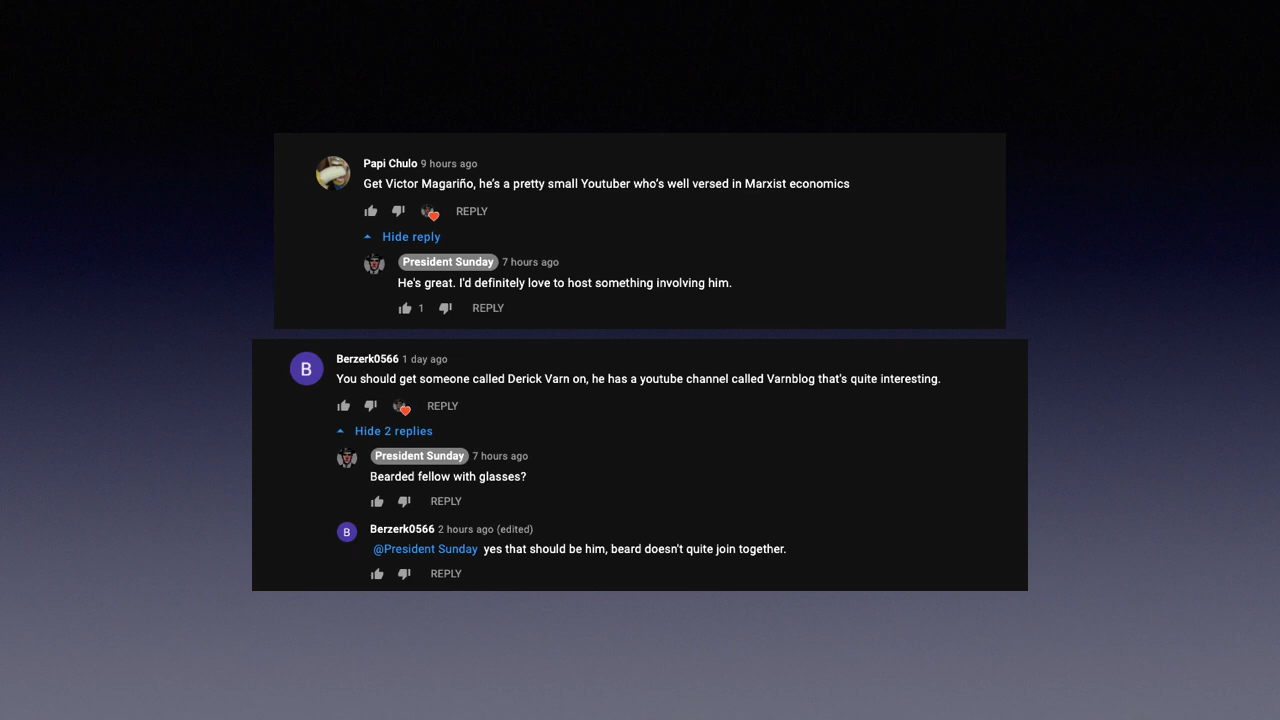 Papi Chulo 9 hours ago
Get Victor Magariño, he's a pretty small Youtuber who's well versed in Marxist economics
REPLY
Hide reply
President Sunday 7 hours ago
He's great. I'd definitely love to host something involving him.
1 REPLY
B Berzerk0566 1 day ago
You should get someone called Derick Varn on, he has a youtube channel called Varnblog that's quite interesting.
REPLY
Hide 2 replies
President Sunday 7 hours ago
Bearded fellow with glasses?
REPLY
B Berzerk0566 2 hours ago (edited)
@President Sunday yes that should be him, beard doesn't quite join together.
REPLY